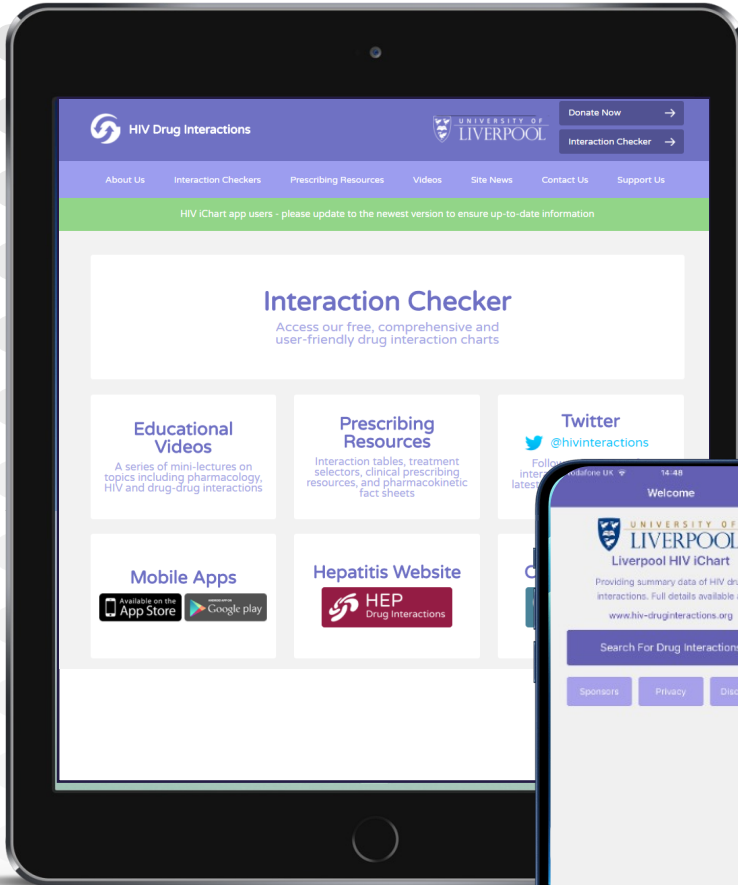 HIV Drug Interactions
UNIVERSITY OF
LIVERPOOL
Donate Now →
Interaction Checker →
About Us Interaction Checkers Prescribing Resources Videos Site News Contact Us Support Us
HIV iChart app users - please update to the newest version to ensure up-to-date information
Interaction Checker
Access our free, comprehensive and
user-friendly drug interaction charts
Educational
Videos
A series of mini-lectures on
topics including pharmacology,
HIV and drug-drug interactions
Prescribing
Resources
Interaction tables, treatment
selectors, clinical prescribing
resources, and pharmacokinetic
fact sheets
Twitter
@hivinteractions
latest
Mobile Apps
Available on the
App Store
ANDROID APP ON
Google play
Hepatitis Website
HEP
Drug Interactions
UK 14:48
Welcome
UNIVERSITY OF
LIVERPOOL
Liverpool HIV iChart
Providing summary data of HIV
interactions. Full details available
www.hiv-druginteractions.org
Search For Drug Interactions
Sponsors Privacy